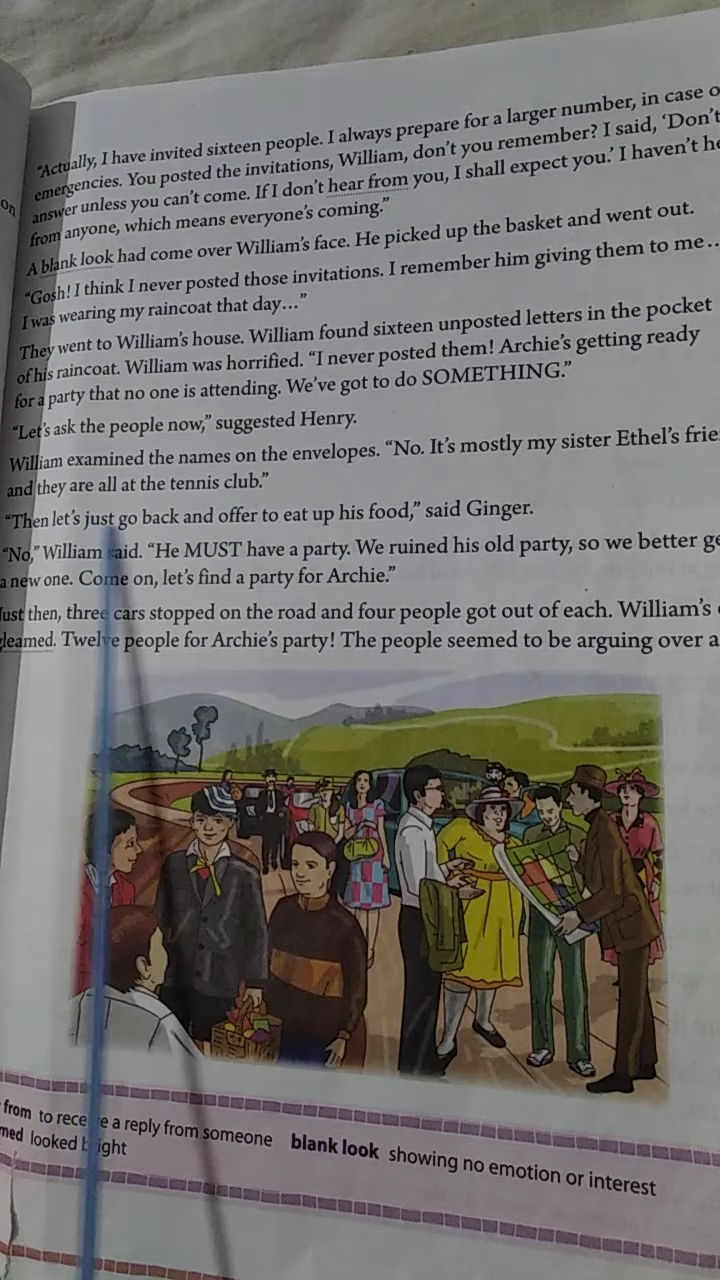 "Actually, I have invited sixteen people. I always prepare for a larger number, in case
emergencies. You posted the invitations, William, don't you remember? I said, 'Don't
answer unless you can't come. If I don't hear from you, I shall expect you.' I haven't
from anyone, which means everyone's coming."
A blank look had come over William's face. He picked up the basket and went out.
"Gosh! I think I never posted those invitations. I remember him giving them to me...
I was wearing my raincoat that day..."
They went to William's house. William found sixteen unposted letters in the pocket
of his raincoat. William was horrified. "I never posted them! Archie's getting ready
for a party that no one is attending. We've got to do SOMETHING."
"Let's ask the people now," suggested Henry.
William examined the names on the envelopes. "No. It's mostly my sister Ethel's
and they are all at the tennis club."
"Then let's just go back and offer to eat up his food," said Ginger.
"No," William said. "He MUST have a party. We ruined his old party, so we better
a new one. Come on, let's find a party for Archie."
Just then, three cars stopped on the road and four people got out of each. William's
gleamed. Twelve people for Archie's party! The people seemed to be arguing over a
from to receive a reply from someone blank look showing no emotion or interest
looked bright